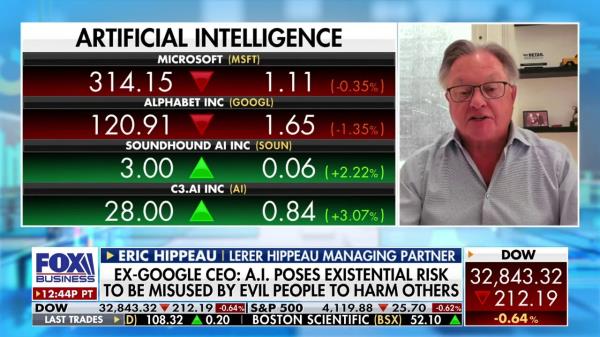 ARTIFICIAL INTELLIGENCE
MICROSOFT (MSFT)
314.15 1.11 (-0.35%)
ALPHABET INC (GOOGL)
120.91 1.65 (-1.35%)
SOUNDHOUND AI INC (SOUN)
3.00 0.06 (+2.22%)
C3.AI INC (AI)
28.00 0.84 (+3.07%)
RETAIL
ERIC HIPPEAU | LERER HIPPEAU MANAGING PARTNER
FOX
BUSINESS
12:44P PT
EX-GOOGLE CEO: A.I. POSES EXISTENTIAL RISK
TO BE MISUSED BY EVIL PEOPLE TO HARM OTHERS
DOW
32,843.32
212.19
-0.64%
DOW 32,843.32 212.19 -0.64% S&P 500 4,119.88 25.70 -0.62%
LAST TRADES D) 108.32 0.20 BOSTON SCIENTIFIC (BSX) 52.10